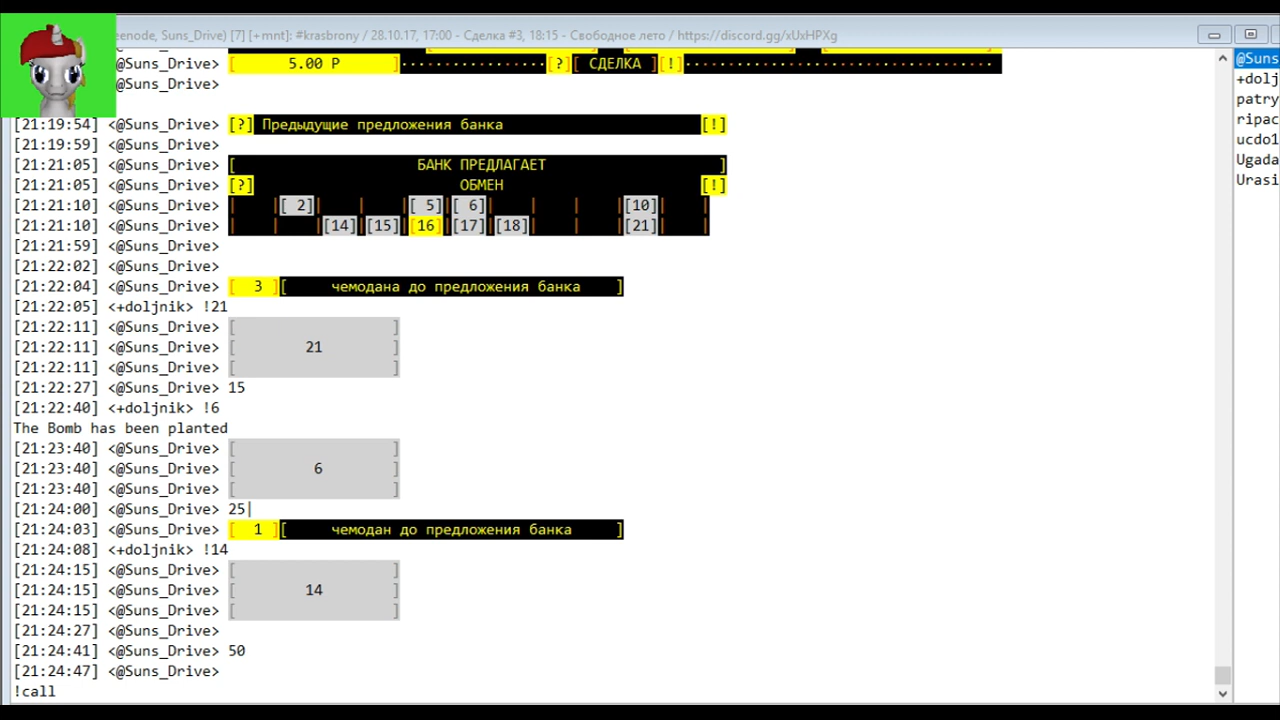 eenode, Suns_Drive) [7] [+mnt]: #krasbrony / 28.10.17, 17:00 - Сделка #3, 18:15 - Свободное лето / https://discord.gg/xUxHPXg
@Suns_Drive> [ 5.00 P ]·················[?][ СДЕЛКА ][!]····································
@Suns_Drive>
[21:19:54] <@Suns_Drive> [?] Предыдущие предложения банка [!]
[21:19:59] <@Suns_Drive>
[21:21:05] <@Suns_Drive> [ БАНК ПРЕДЛАГАЕТ ]
[21:21:05] <@Suns_Drive> [?] ОБМЕН [!]
[21:21:10] <@Suns_Drive> | |[ 2]| | |[ 5]|[ 6]| | | |[10]| |
[21:21:10] <@Suns_Drive> | | |[14]|[15]|[16]|[17]|[18]| | |[21]| |
[21:21:59] <@Suns_Drive>
[21:22:02] <@Suns_Drive>
[21:22:04] <@Suns_Drive> [ 3 ][ чемодана до предложения банка ]
[21:22:05] <+doljnik> !21
[21:22:11] <@Suns_Drive> [ ]
[21:22:11] <@Suns_Drive> [ 21 ]
[21:22:11] <@Suns_Drive> [ ]
[21:22:27] <@Suns_Drive> 15
[21:22:40] <+doljnik> !6
The Bomb has been planted
[21:23:40] <@Suns_Drive> [ ]
[21:23:40] <@Suns_Drive> [ 6 ]
[21:23:40] <@Suns_Drive> [ ]
[21:24:00] <@Suns_Drive> 25|
[21:24:03] <@Suns_Drive> [ 1 ][ чемодан до предложения банка ]
[21:24:08] <+doljnik> !14
[21:24:15] <@Suns_Drive> [ ]
[21:24:15] <@Suns_Drive> [ 14 ]
[21:24:15] <@Suns_Drive> [ ]
[21:24:27] <@Suns_Drive>
[21:24:41] <@Suns_Drive> 50
[21:24:47] <@Suns_Drive>
!call
@Suns
+dolj
patry
ripac
ucdo1
Ugada
Urasi